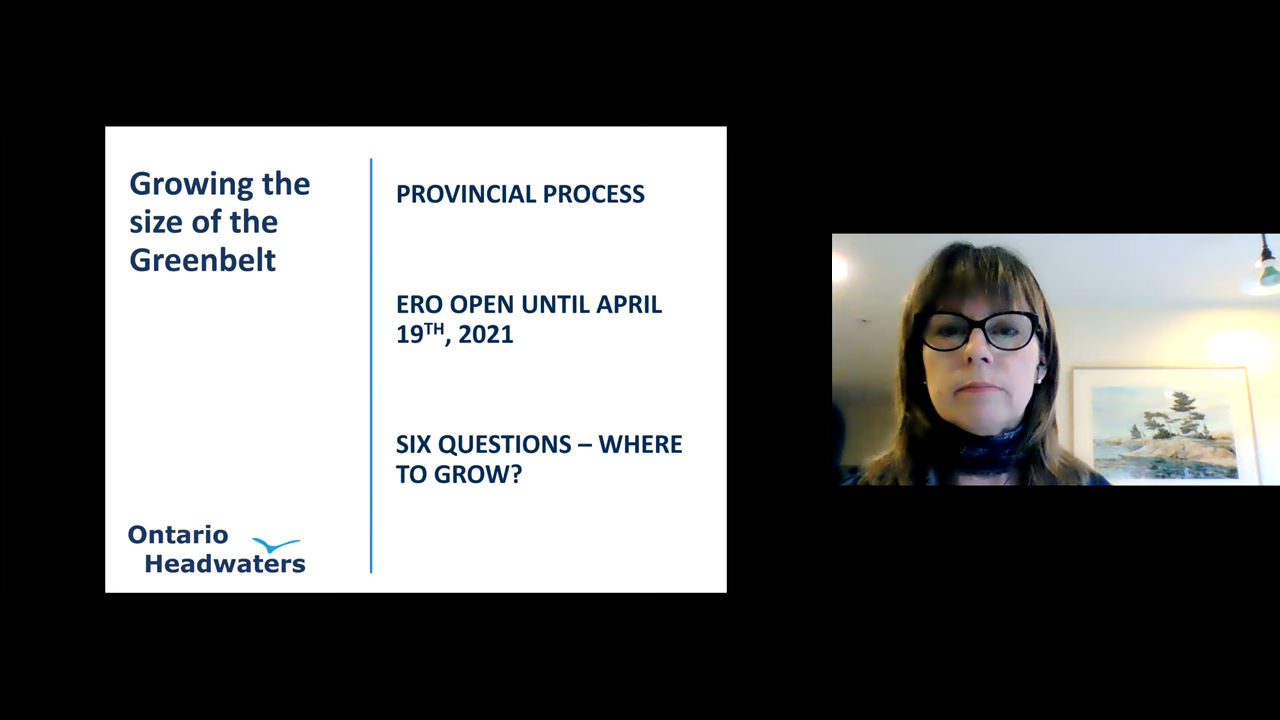 Growing the
size of the
Greenbelt
PROVINCIAL PROCESS
ERO OPEN UNTIL APRIL
19TH, 2021
SIX QUESTIONS – WHERE
TO GROW?
Ontario
Headwaters